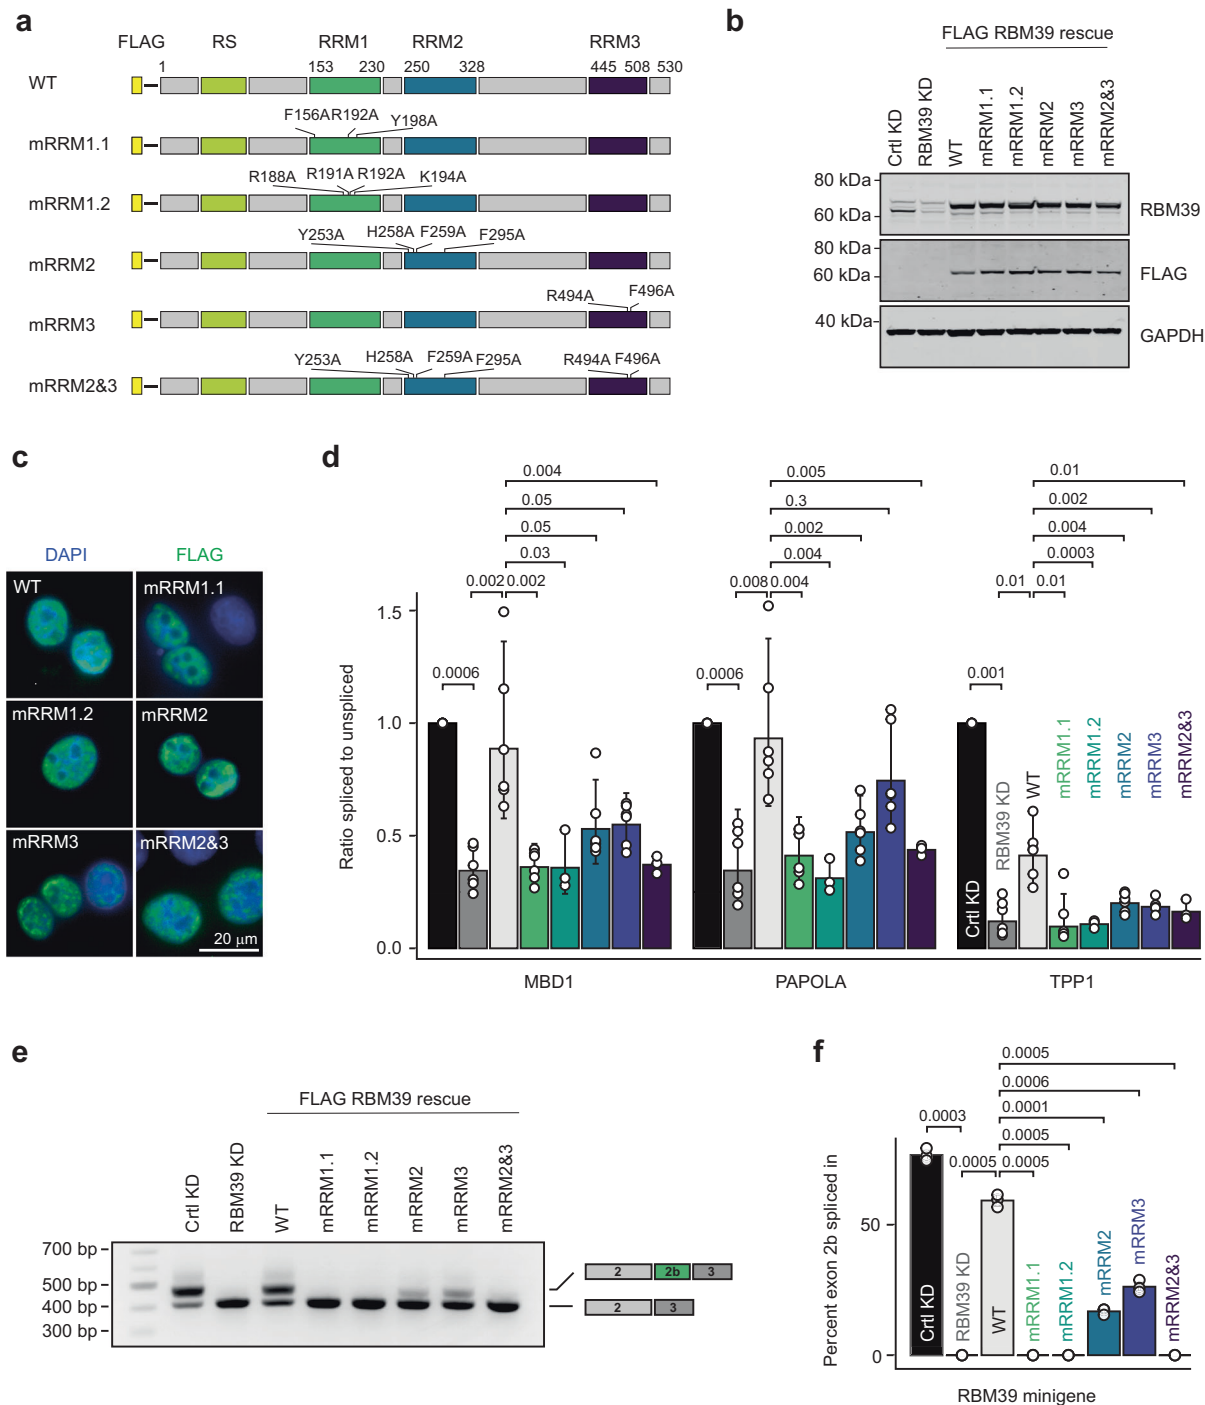 a
FLAG RS RRM1 RRM2 RRM3
1 153 230 250 328 445 508 530
WT
F156A R192A Y198A
mRRM1.1
R188A R191A R192A K194A
mRRM1.2
Y253A H258A F259A F295A
mRRM2
R494A F496A
mRRM3
Y253A H258A F259A F295A R494A F496A
mRRM2&3
b
FLAG RBM39 rescue
Crtl KD
RBM39 KD
WT
mRRM1.1
mRRM1.2
mRRM2
mRRM3
mRRM2&3
80 kDa
60 kDa
RBM39
80 kDa
60 kDa
FLAG
40 kDa
GAPDH
c
DAPI FLAG
WT
mRRM1.1
mRRM1.2
mRRM2
mRRM3
mRRM2&3
20 μm
d
Ratio spliced to unspliced
1.5
1.0
0.5
0.0
0.004
0.05
0.05
0.03
0.002 0.002
0.0006
MBD1
0.005
0.3
0.002
0.004
0.008 0.004
0.0006
PAPOLA
0.01
0.002
0.004
0.0003
0.01 0.01
0.001
Crtl KD
RBM39 KD
WT
mRRM1.1
mRRM1.2
mRRM2
mRRM3
mRRM2&3
TPP1
e
FLAG RBM39 rescue
Crtl KD
RBM39 KD
WT
mRRM1.1
mRRM1.2
mRRM2
mRRM3
mRRM2&3
700 bp
500 bp
400 bp
300 bp
2 2b 3
2 3
f
Percent exon 2b spliced in
50
0
0.0005
0.0006
0.0001
0.0005
0.0003
0.0005 0.0005
Crtl KD
RBM39 KD
WT
mRRM1.1
mRRM1.2
mRRM2
mRRM3
mRRM2&3
RBM39 minigene